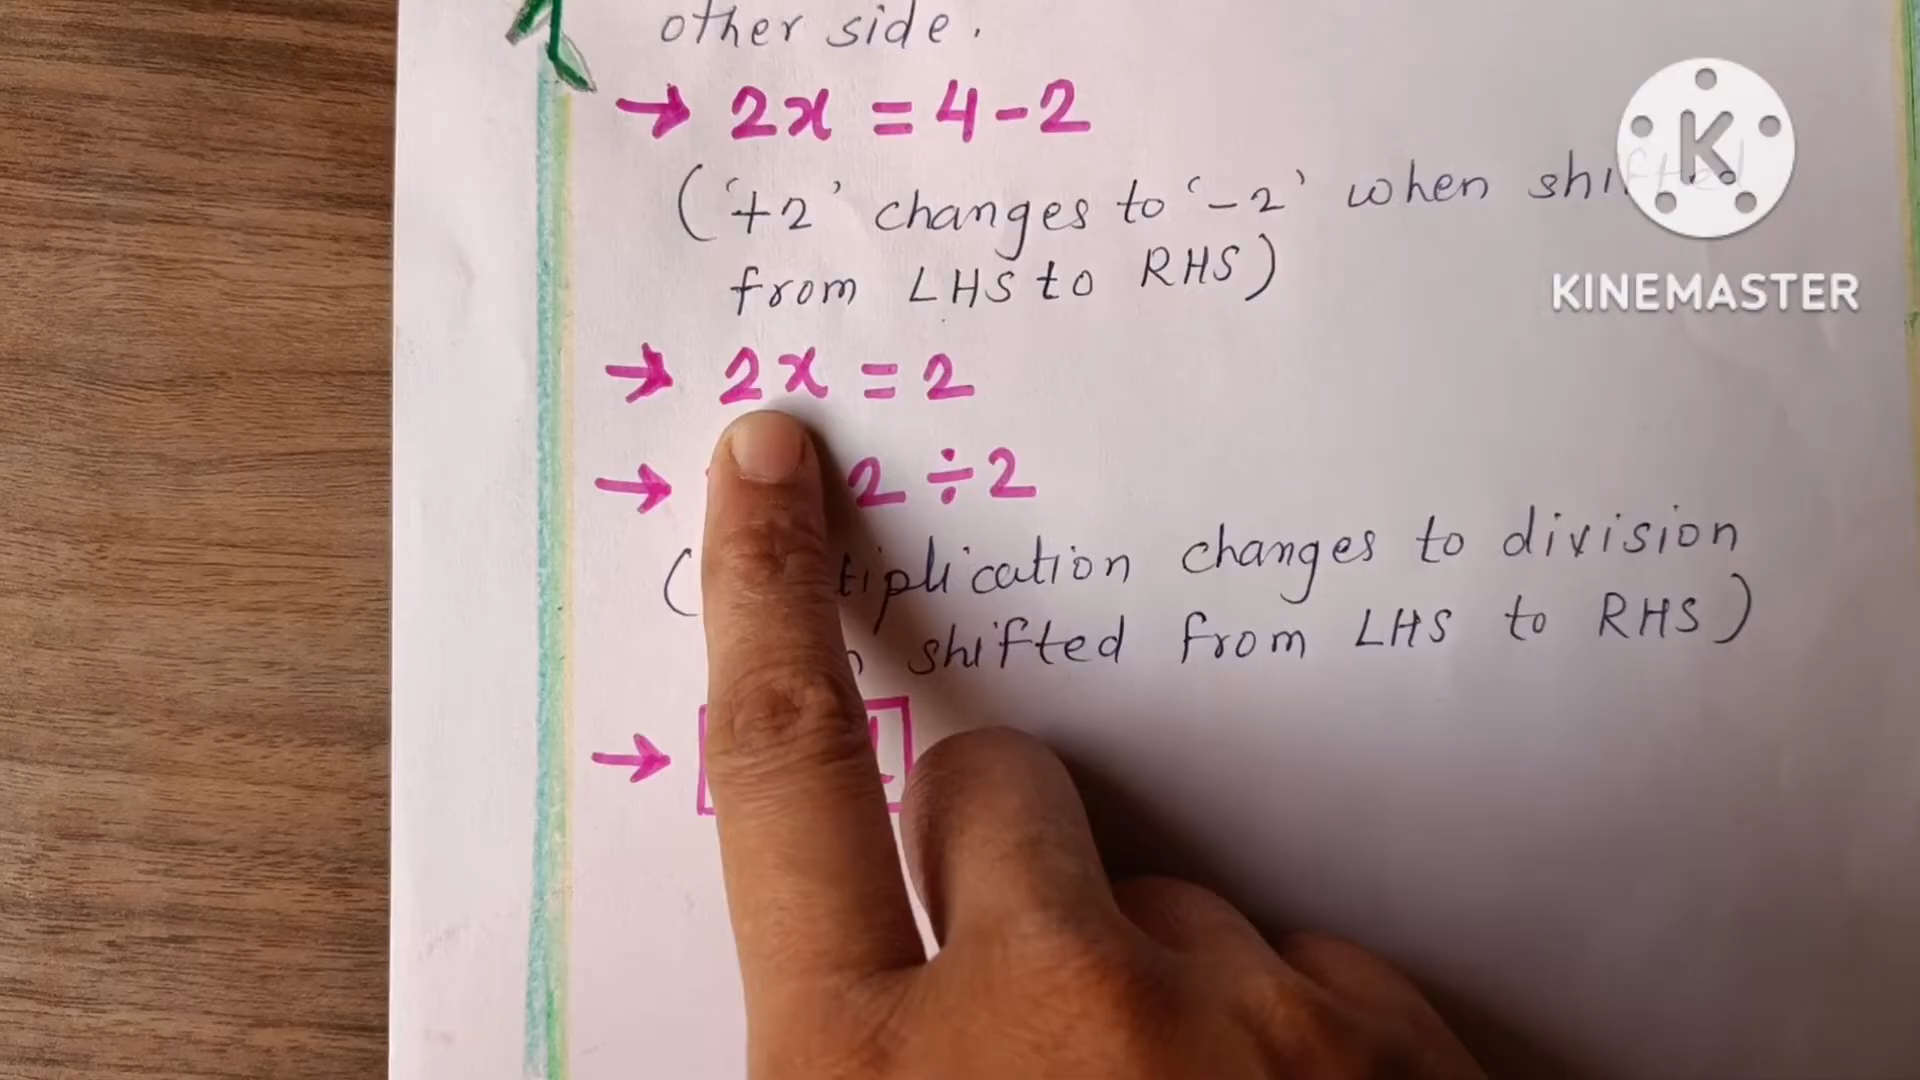 other side.
→ 2x = 4-2
('+2' changes to '-2' when shifted
from LHS to RHS)
→ 2x = 2
→ 2 ÷ 2
( tiplication changes to division
shifted from LHS to RHS)
→
KINEMASTER